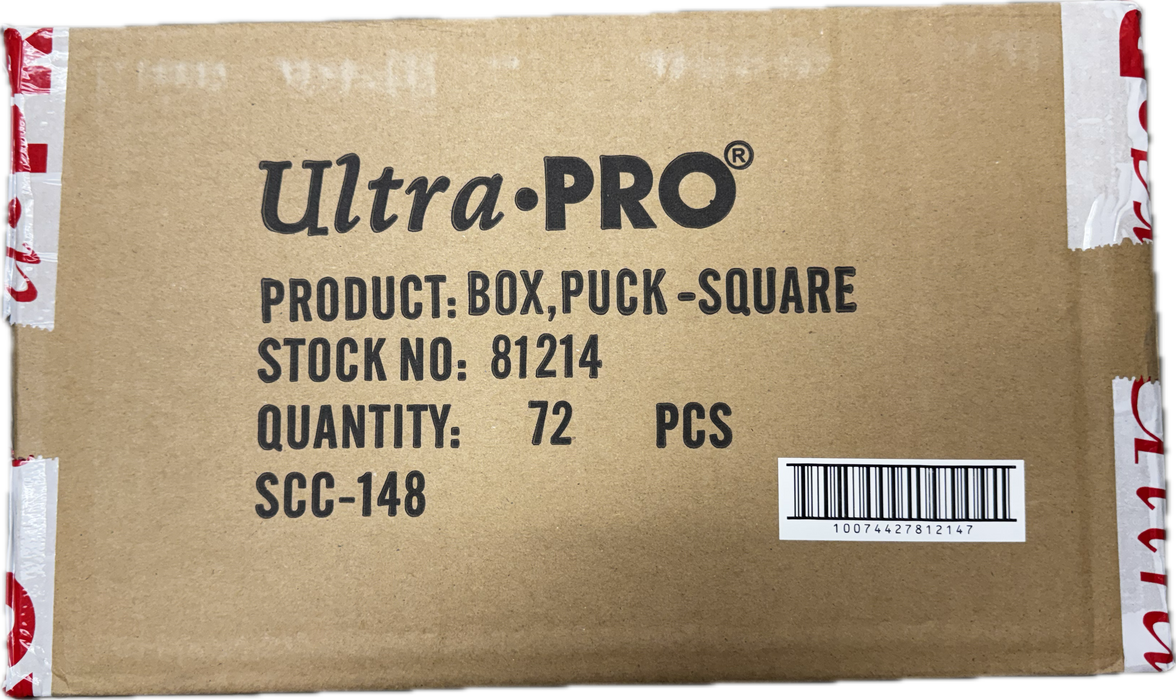 Ultra•PRO®
PRODUCT: BOX,PUCK-SQUARE
STOCK NO: 81214
QUANTITY: 72 PCS
SCC-148
10074427812147